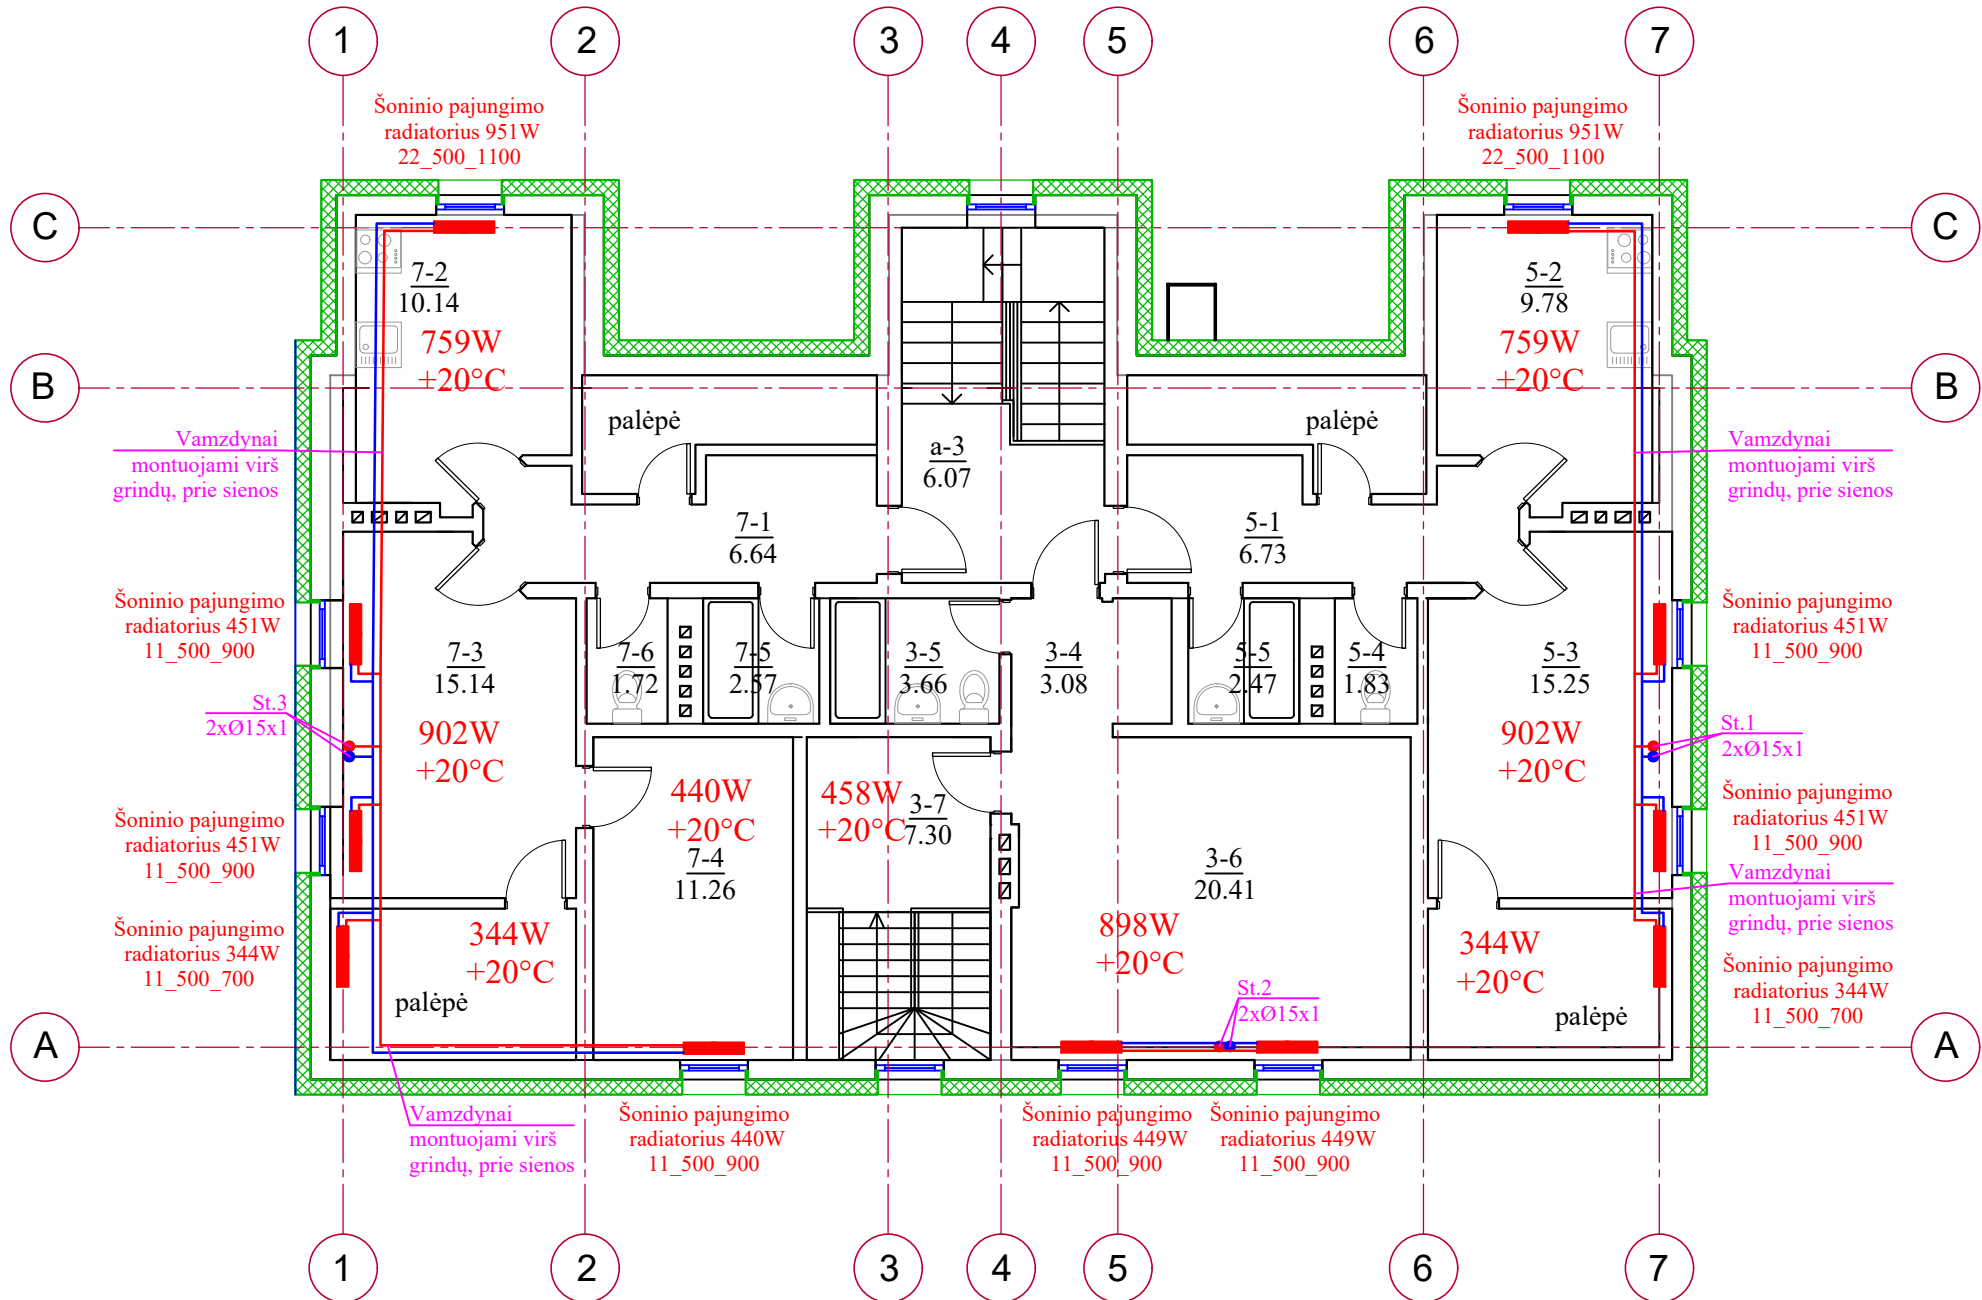 1
2
3
4
5
6
7
Šoninio pajungimo
radiatorius 951W
22_500_1100
Šoninio pajungimo
radiatorius 951W
22_500_1100
C
C
7-2
10.14
759W
+20°C
5-2
9.78
759W
+20°C
B
B
palėpė
palėpė
Vamzdynai
montuojami virš
grindų, prie sienos
Vamzdynai
montuojami virš
grindų, prie sienos
a-3
6.07
7-1
6.64
5-1
6.73
Šoninio pajungimo
radiatorius 451W
11_500_900
Šoninio pajungimo
radiatorius 451W
11_500_900
7-3
15.14
7-6
1.72
7-5
2.57
3-5
3.66
3-4
3.08
5-5
2.47
5-4
1.83
5-3
15.25
St.3
2xØ15x1
St.1
2xØ15x1
902W
+20°C
902W
+20°C
440W
+20°C
458W
+20°C
3-7
7.30
7-4
11.26
3-6
20.41
Šoninio pajungimo
radiatorius 451W
11_500_900
Šoninio pajungimo
radiatorius 451W
11_500_900
Vamzdynai
montuojami virš
grindų, prie sienos
Šoninio pajungimo
radiatorius 344W
11_500_700
344W
+20°C
898W
+20°C
344W
+20°C
Šoninio pajungimo
radiatorius 344W
11_500_700
palėpė
St.2
2xØ15x1
palėpė
A
A
Vamzdynai
montuojami virš
grindų, prie sienos
Šoninio pajungimo
radiatorius 440W
11_500_900
Šoninio pajungimo
radiatorius 449W
11_500_900
Šoninio pajungimo
radiatorius 449W
11_500_900
1
2
3
4
5
6
7